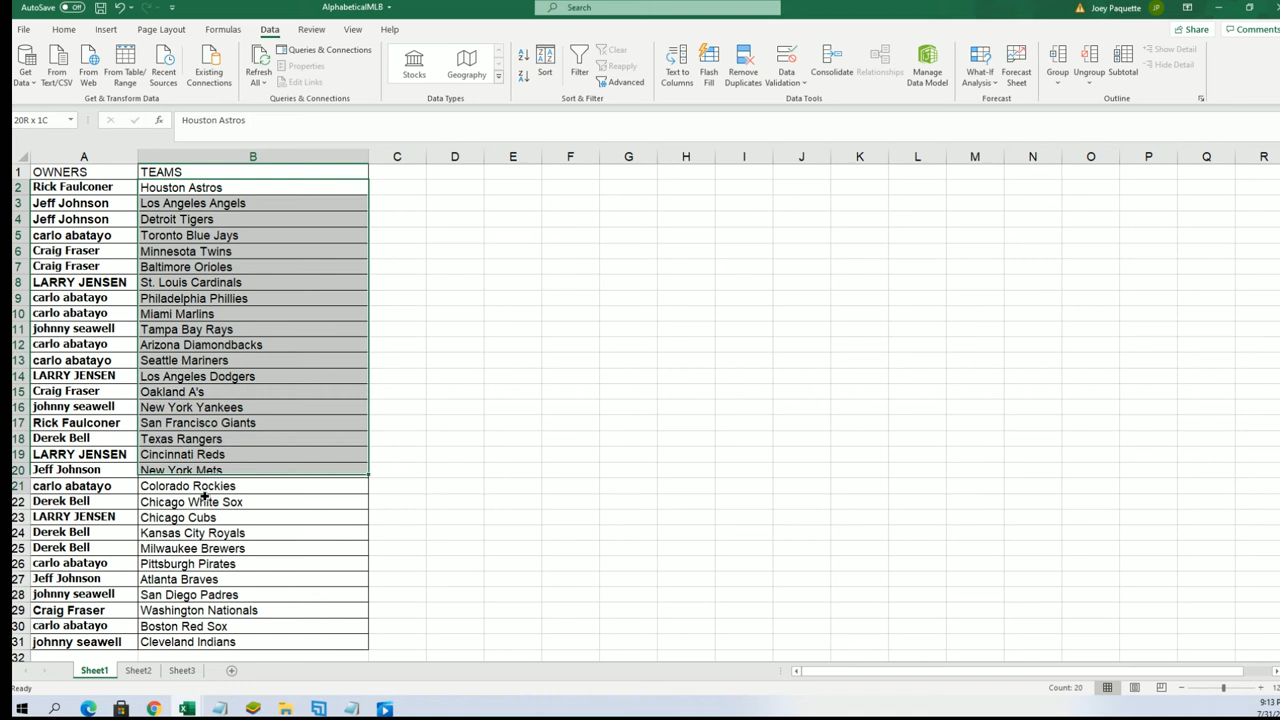 AutoSave Off AlphabeticalMLB Search Joey Paquette JP
File Home Insert Page Layout Formulas Data Review View Help Share Comments
Get Data From Text/CSV From Web From Table/ Range Recent Sources Existing Connections Refresh All Queries & Connections Properties Edit Links Stocks Geography Sort Filter Clear Reapply Advanced Text to Columns Flash Fill Remove Duplicates Data Validation Consolidate Relationships Manage Data Model What-If Analysis Forecast Sheet Group Ungroup Subtotal Show Detail Hide Detail
Get & Transform Data Queries & Connections Data Types Sort & Filter Data Tools Forecast Outline
20R x 1C fx Houston Astros
A B C D E F G H I J K L M N O P Q R
1 OWNERS TEAMS
2 Rick Faulconer Houston Astros
3 Jeff Johnson Los Angeles Angels
4 Jeff Johnson Detroit Tigers
5 carlo abatayo Toronto Blue Jays
6 Craig Fraser Minnesota Twins
7 Craig Fraser Baltimore Orioles
8 LARRY JENSEN St. Louis Cardinals
9 carlo abatayo Philadelphia Phillies
10 carlo abatayo Miami Marlins
11 johnny seawell Tampa Bay Rays
12 carlo abatayo Arizona Diamondbacks
13 carlo abatayo Seattle Mariners
14 LARRY JENSEN Los Angeles Dodgers
15 Craig Fraser Oakland A's
16 johnny seawell New York Yankees
17 Rick Faulconer San Francisco Giants
18 Derek Bell Texas Rangers
19 LARRY JENSEN Cincinnati Reds
20 Jeff Johnson New York Mets
21 carlo abatayo Colorado Rockies
22 Derek Bell Chicago White Sox
23 LARRY JENSEN Chicago Cubs
24 Derek Bell Kansas City Royals
25 Derek Bell Milwaukee Brewers
26 carlo abatayo Pittsburgh Pirates
27 Jeff Johnson Atlanta Braves
28 johnny seawell San Diego Padres
29 Craig Fraser Washington Nationals
30 carlo abatayo Boston Red Sox
31 johnny seawell Cleveland Indians
32
Sheet1 Sheet2 Sheet3
Ready Count: 20 12
9:13 P
7/31/2